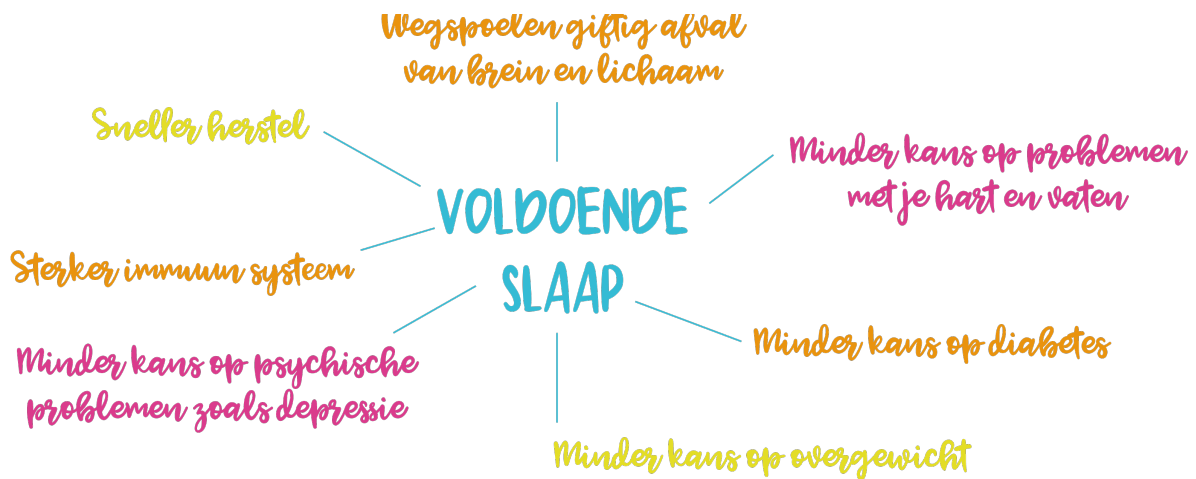 Wegspoelen giftig afval
van brein en lichaam
Sneller herstel
Minder kans op problemen
met je hart en vaten
VOLDOENDE
SLAAP
Sterker immuun systeem
Minder kans op diabetes
Minder kans op psychische
problemen zoals depressie
Minder kans op overgewicht